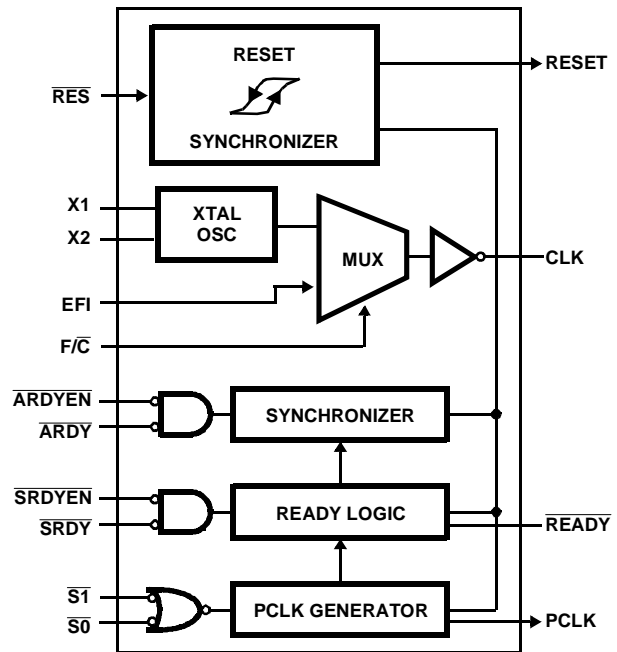 RESET
SYNCHRONIZER
RES
RESET
X1
X2
XTAL
OSC
MUX
CLK
EFI
F/C
ARDYEN
ARDY
SYNCHRONIZER
SRDYEN
SRDY
READY LOGIC
READY
S1
S0
PCLK GENERATOR
PCLK